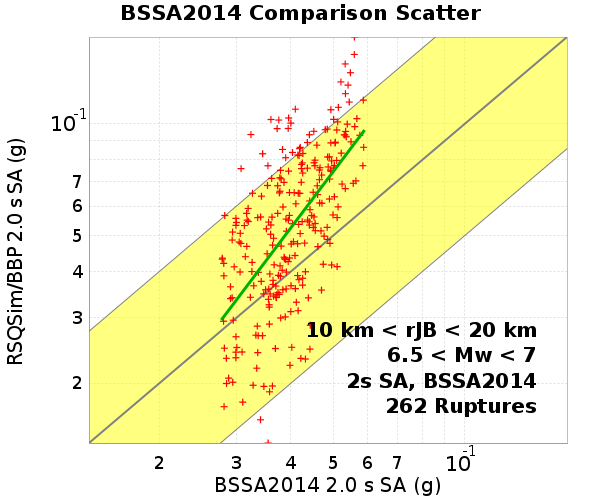 BSSA2014 Comparison Scatter
RSQSim/BBP 2.0 s SA (g)
10⁻¹
7
6
5
4
3
2
10 km < rJB < 20 km
6.5 < Mw < 7
2s SA, BSSA2014
262 Ruptures
2 3 4 5 6 7 10⁻¹
BSSA2014 2.0 s SA (g)